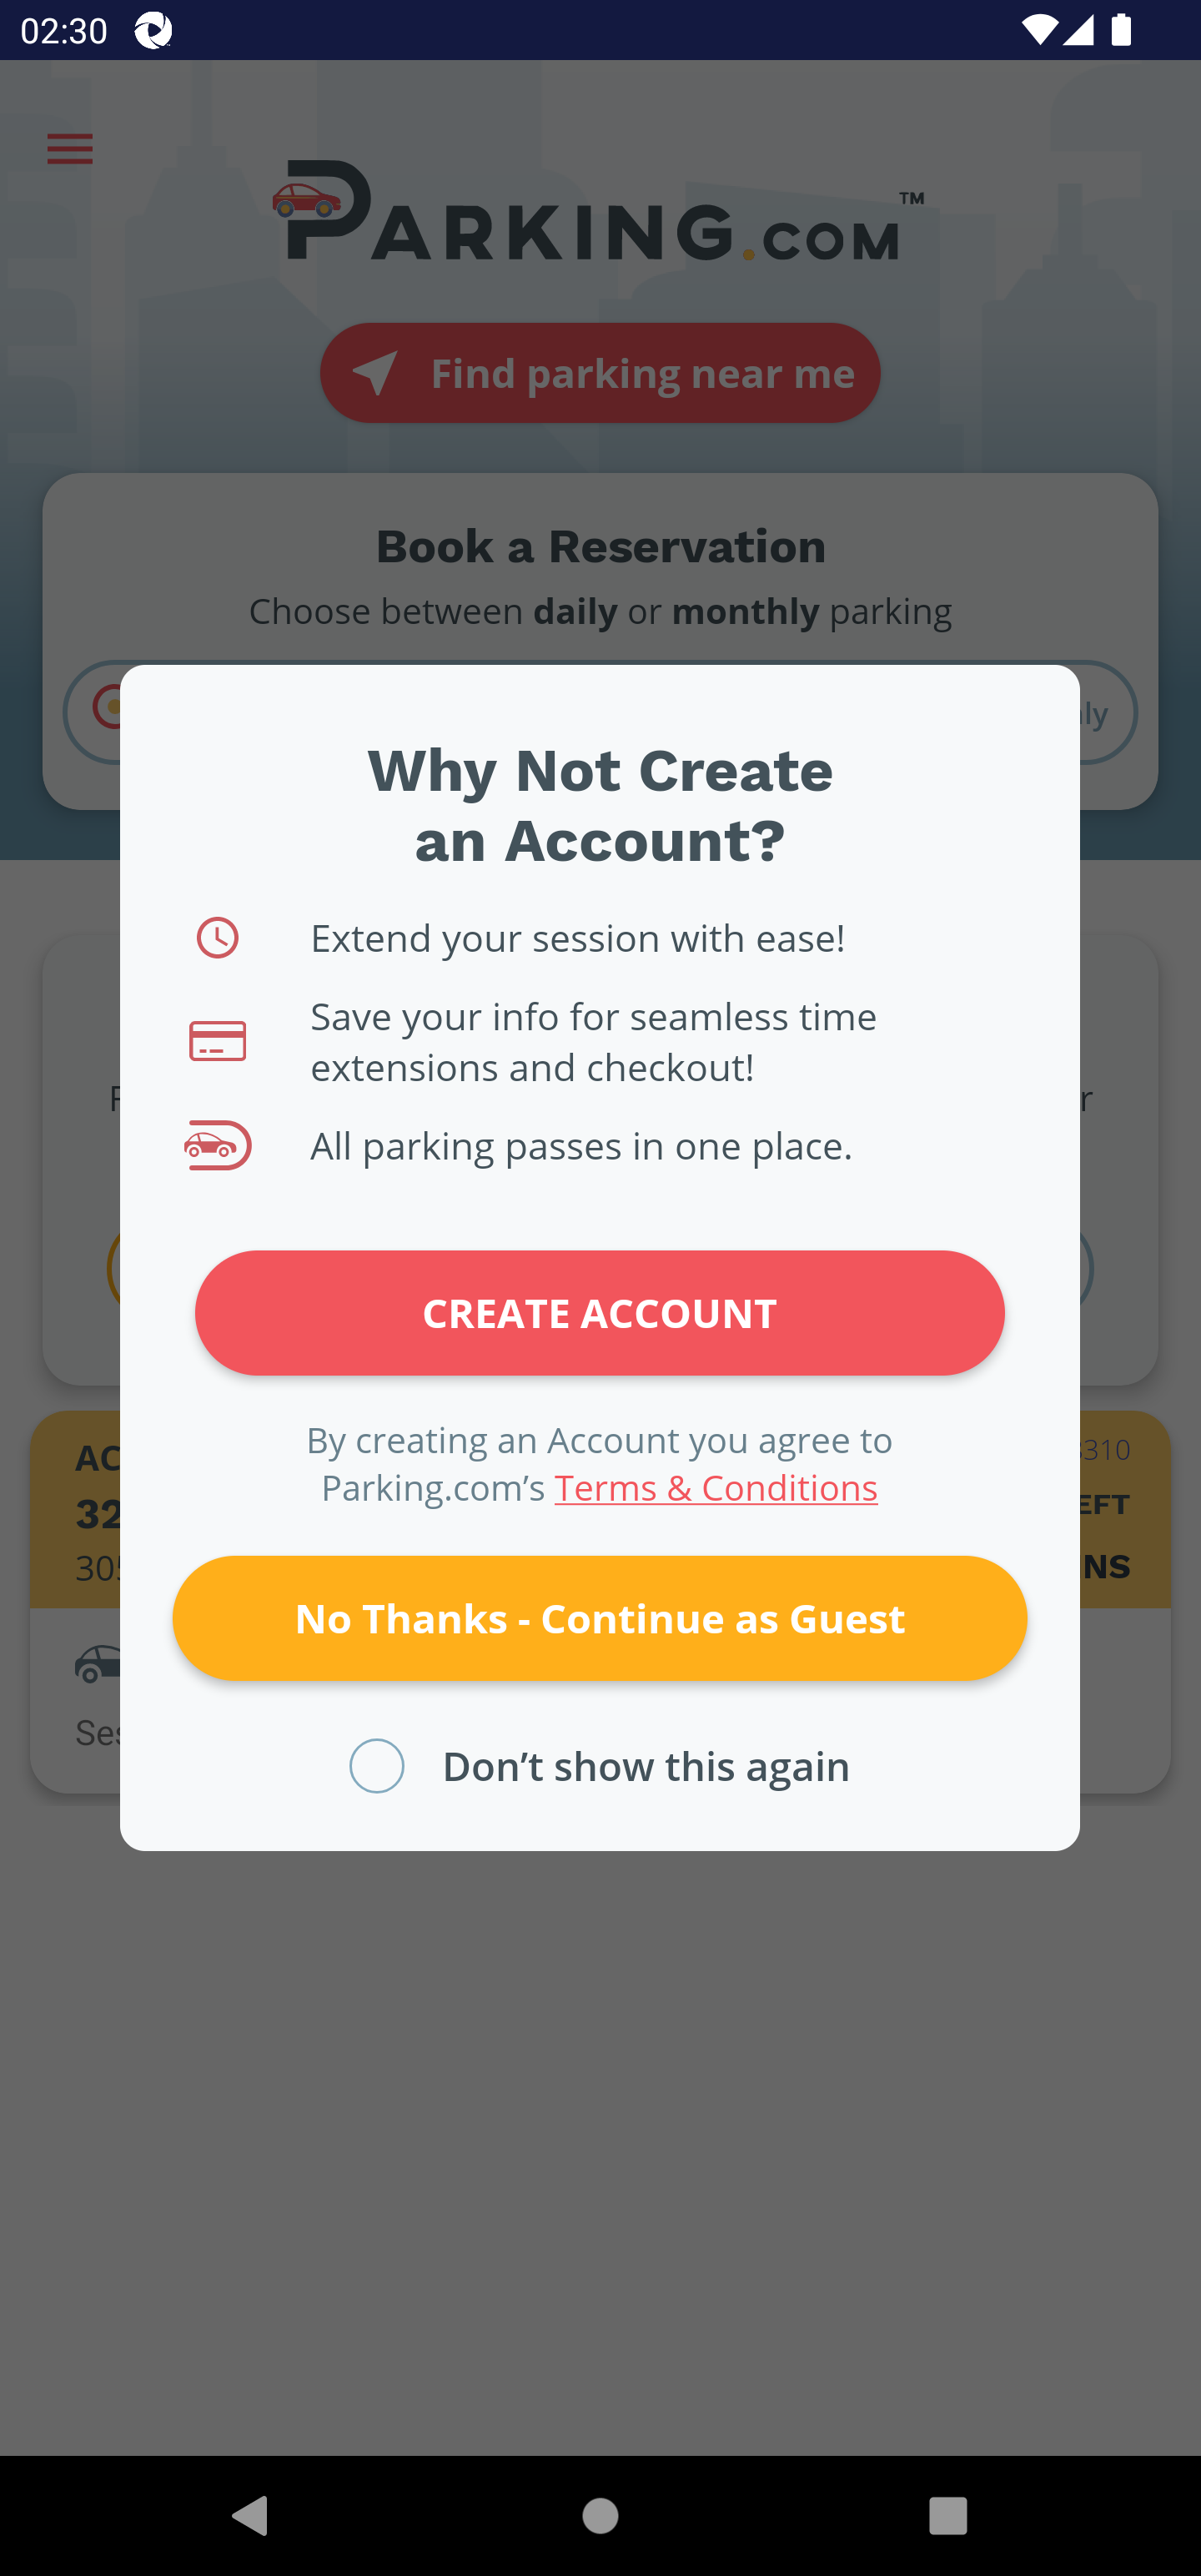 02:30
PARKING.COM™
Find parking near me
Book a Reservation
Choose between daily or monthly parking
Why Not Create
an Account?
Extend your session with ease!
Save your info for seamless time
extensions and checkout!
All parking passes in one place.
CREATE ACCOUNT
By creating an Account you agree to
Parking.com’s Terms & Conditions
No Thanks - Continue as Guest
Don’t show this again